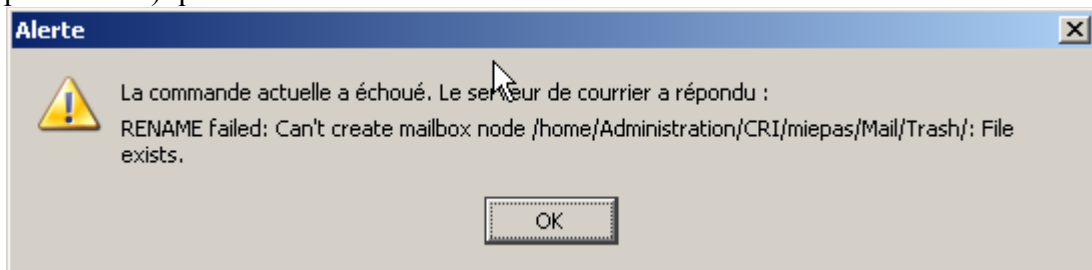 Alerte
La commande actuelle a échoué. Le serveur de courrier a répondu :
RENAME failed: Can't create mailbox node /home/Administration/CRI/miepas/Mail/Trash/: File
exists.
OK